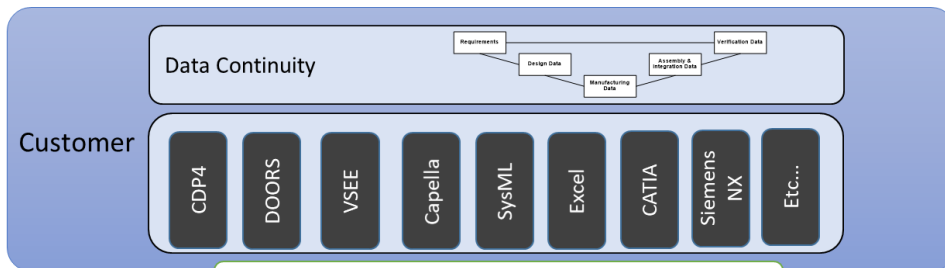 Data Continuity
Requirements
Verification Data
Design Data
Assembly &
Integration Data
Manufacturing
Data
Customer
CDP4
DOORS
VSEE
Capella
SysML
Excel
CATIA
Siemens
NX
Etc...